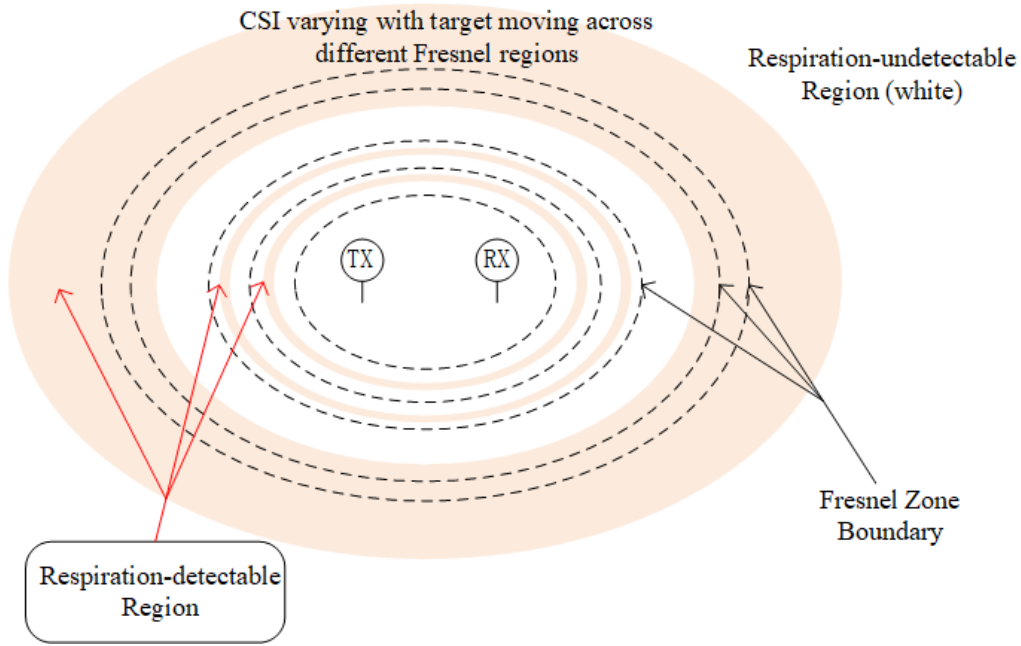 CSI varying with target moving across
different Fresnel regions
Respiration-undetectable
Region (white)
TX
RX
Fresnel Zone
Boundary
Respiration-detectable
Region